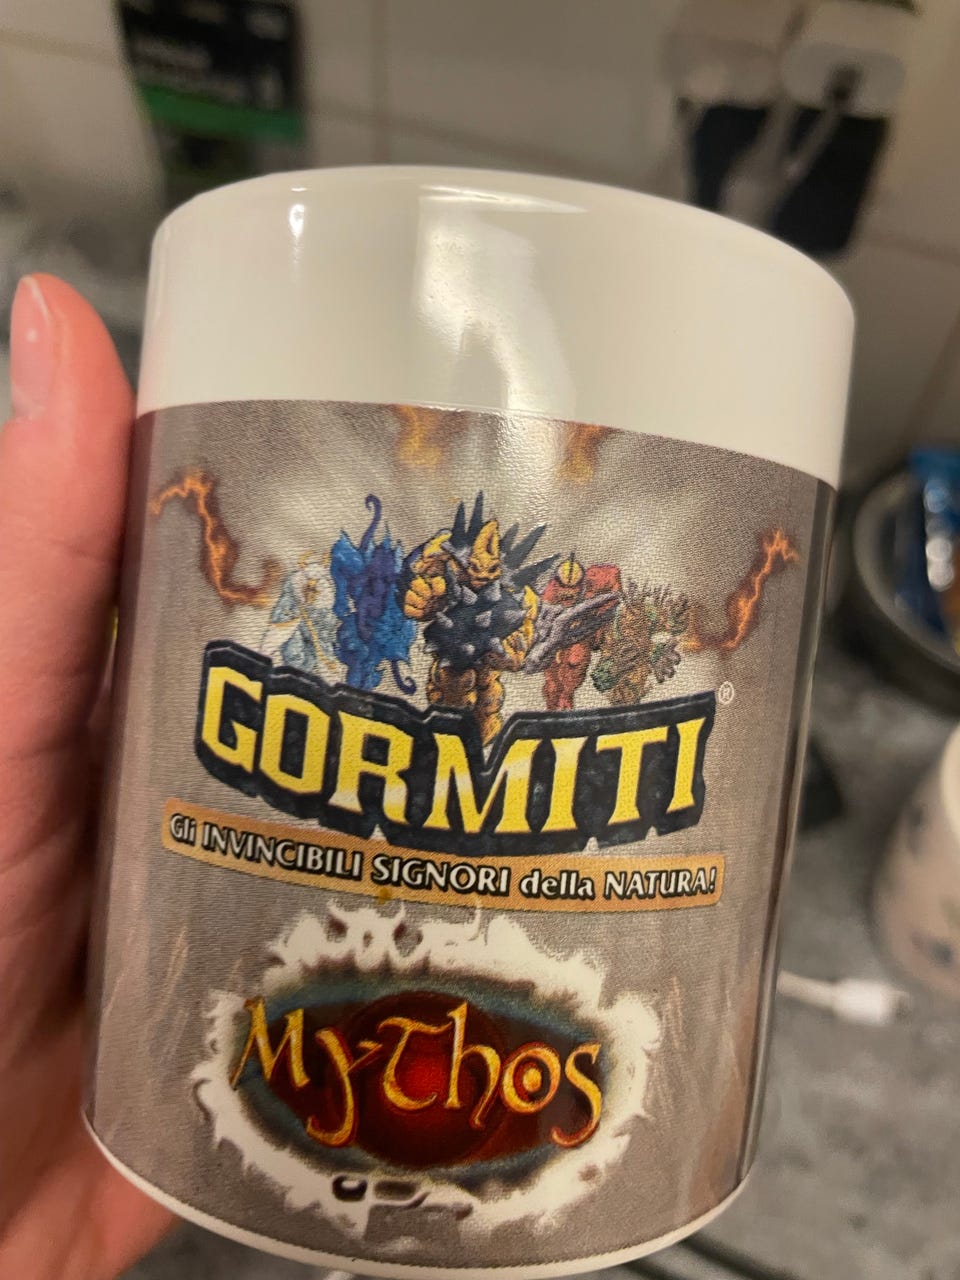 GORMITI®
Gli INVINCIBILI SIGNORI della NATURA!
Mythos